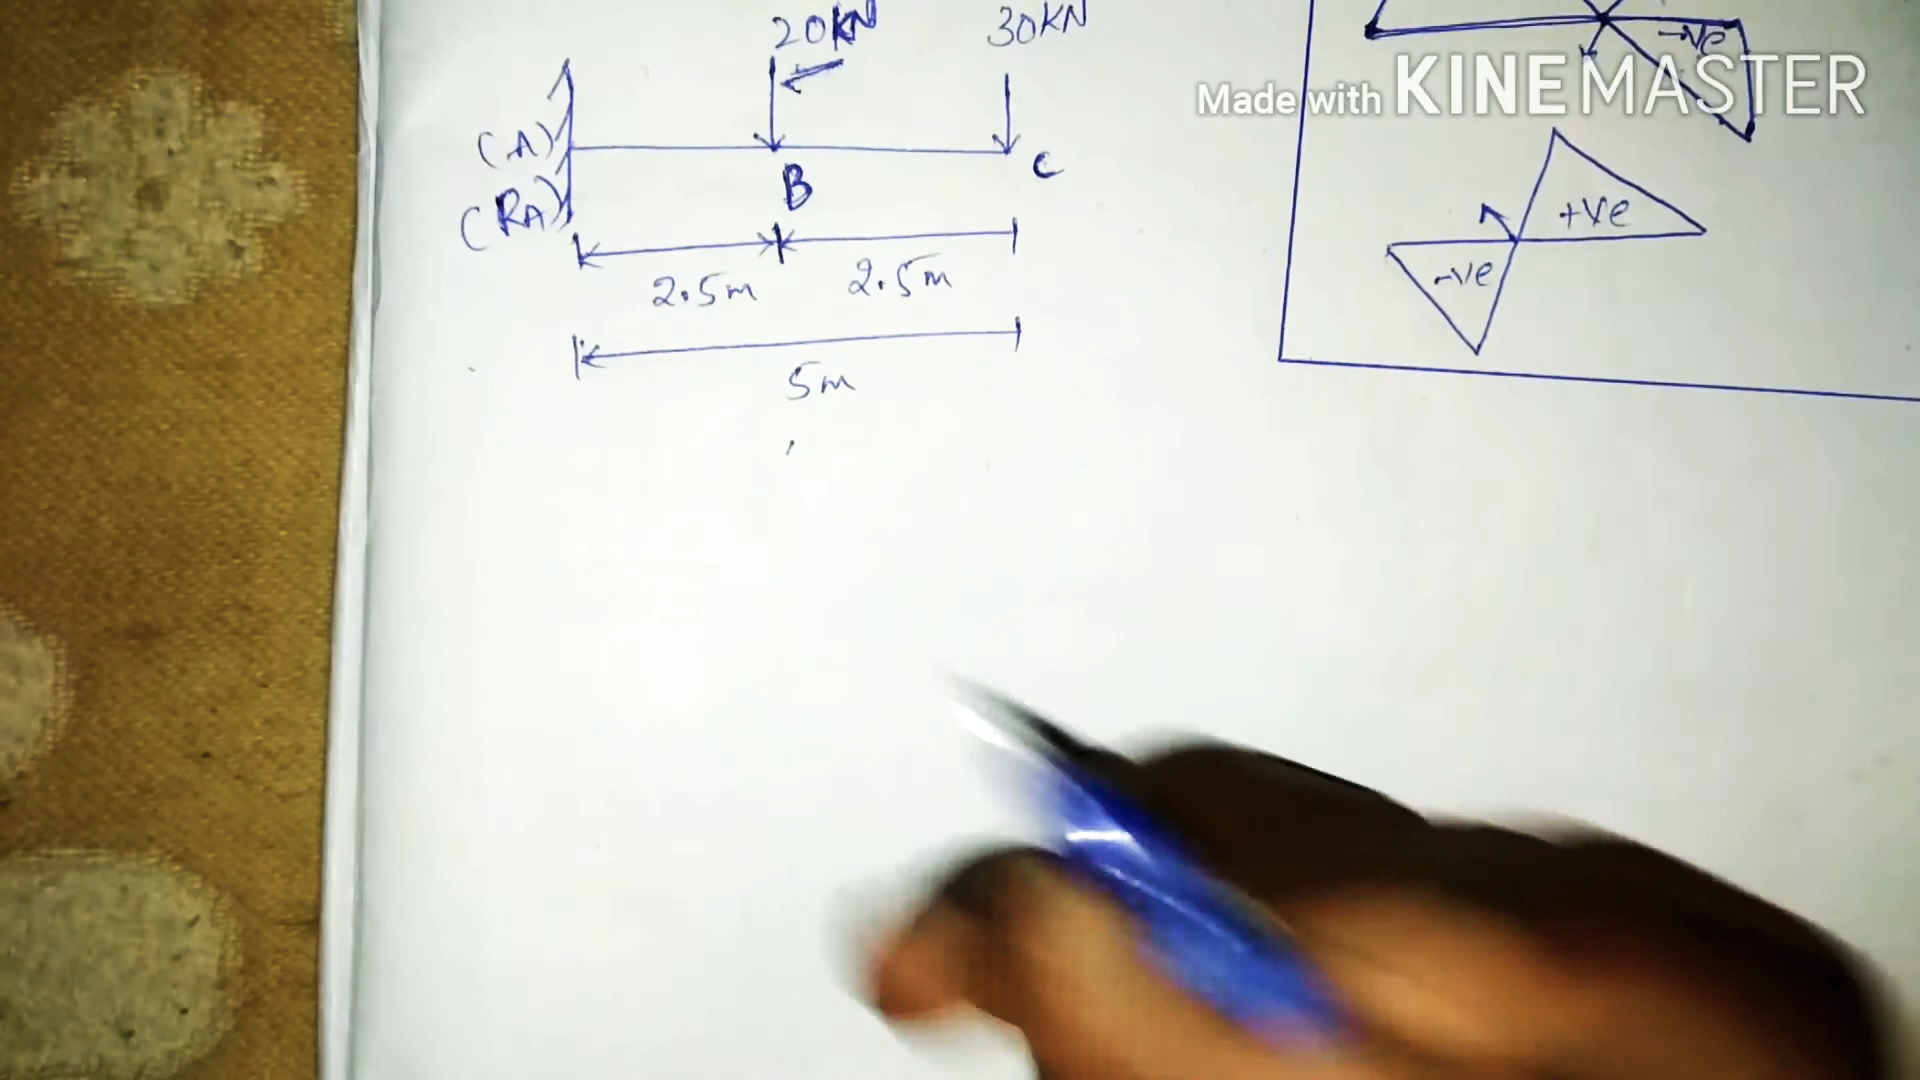 20KN 30KN
(A)
(RA)
B
C
2.5m 2.5m
5m
-ve
Made with KINEMASTER
+ve
-ve